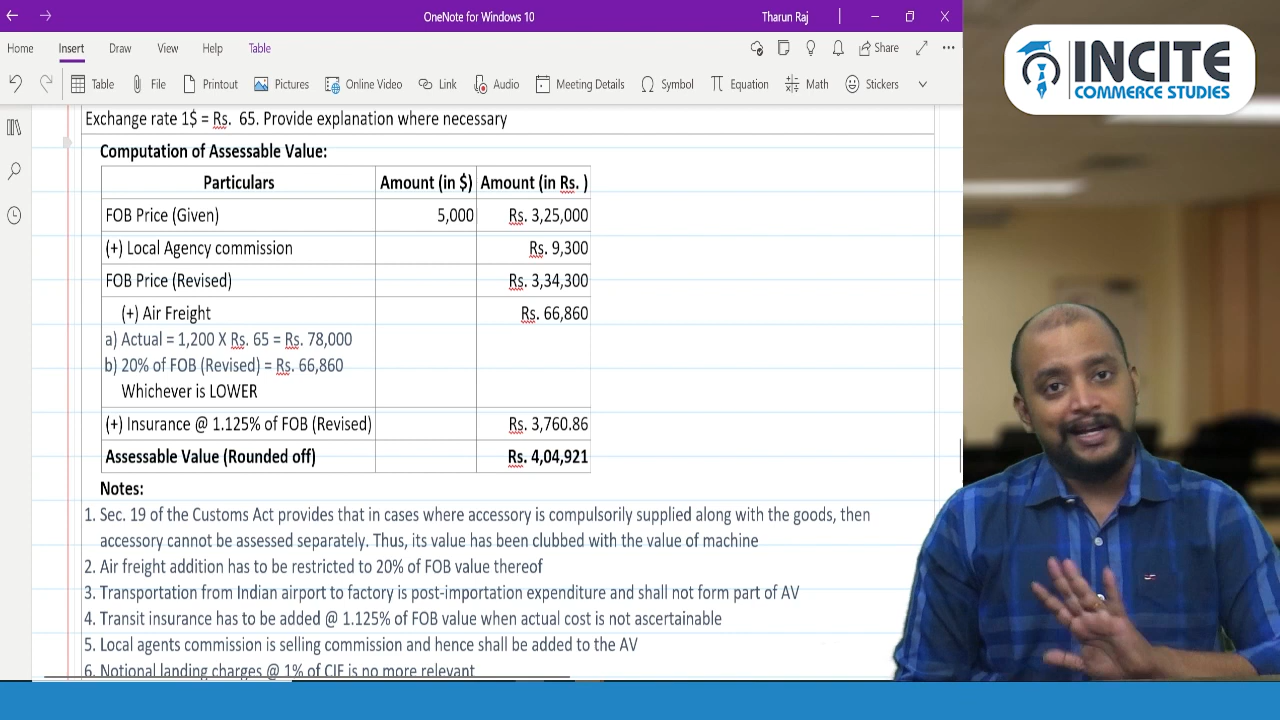 OneNote for Windows 10
Tharun Raj
Home Insert Draw View Help Table
Share
Table File Printout Pictures Online Video Link Audio Meeting Details Symbol Equation Math Stickers
INCITE
COMMERCE STUDIES
Exchange rate 1$ = Rs. 65. Provide explanation where necessary
Computation of Assessable Value:
Particulars Amount (in $) Amount (in Rs. )
FOB Price (Given) 5,000 Rs. 3,25,000
(+) Local Agency commission Rs. 9,300
FOB Price (Revised) Rs. 3,34,300
(+) Air Freight Rs. 66,860
a) Actual = 1,200 X Rs. 65 = Rs. 78,000
b) 20% of FOB (Revised) = Rs. 66,860
Whichever is LOWER
(+) Insurance @ 1.125% of FOB (Revised) Rs. 3,760.86
Assessable Value (Rounded off) Rs. 4,04,921
Notes:
1. Sec. 19 of the Customs Act provides that in cases where accessory is compulsorily supplied along with the goods, then
accessory cannot be assessed separately. Thus, its value has been clubbed with the value of machine
2. Air freight addition has to be restricted to 20% of FOB value thereof
3. Transportation from Indian airport to factory is post-importation expenditure and shall not form part of AV
4. Transit insurance has to be added @ 1.125% of FOB value when actual cost is not ascertainable
5. Local agents commission is selling commission and hence shall be added to the AV
6. Notional landing charges @ 1% of CIF is no more relevant